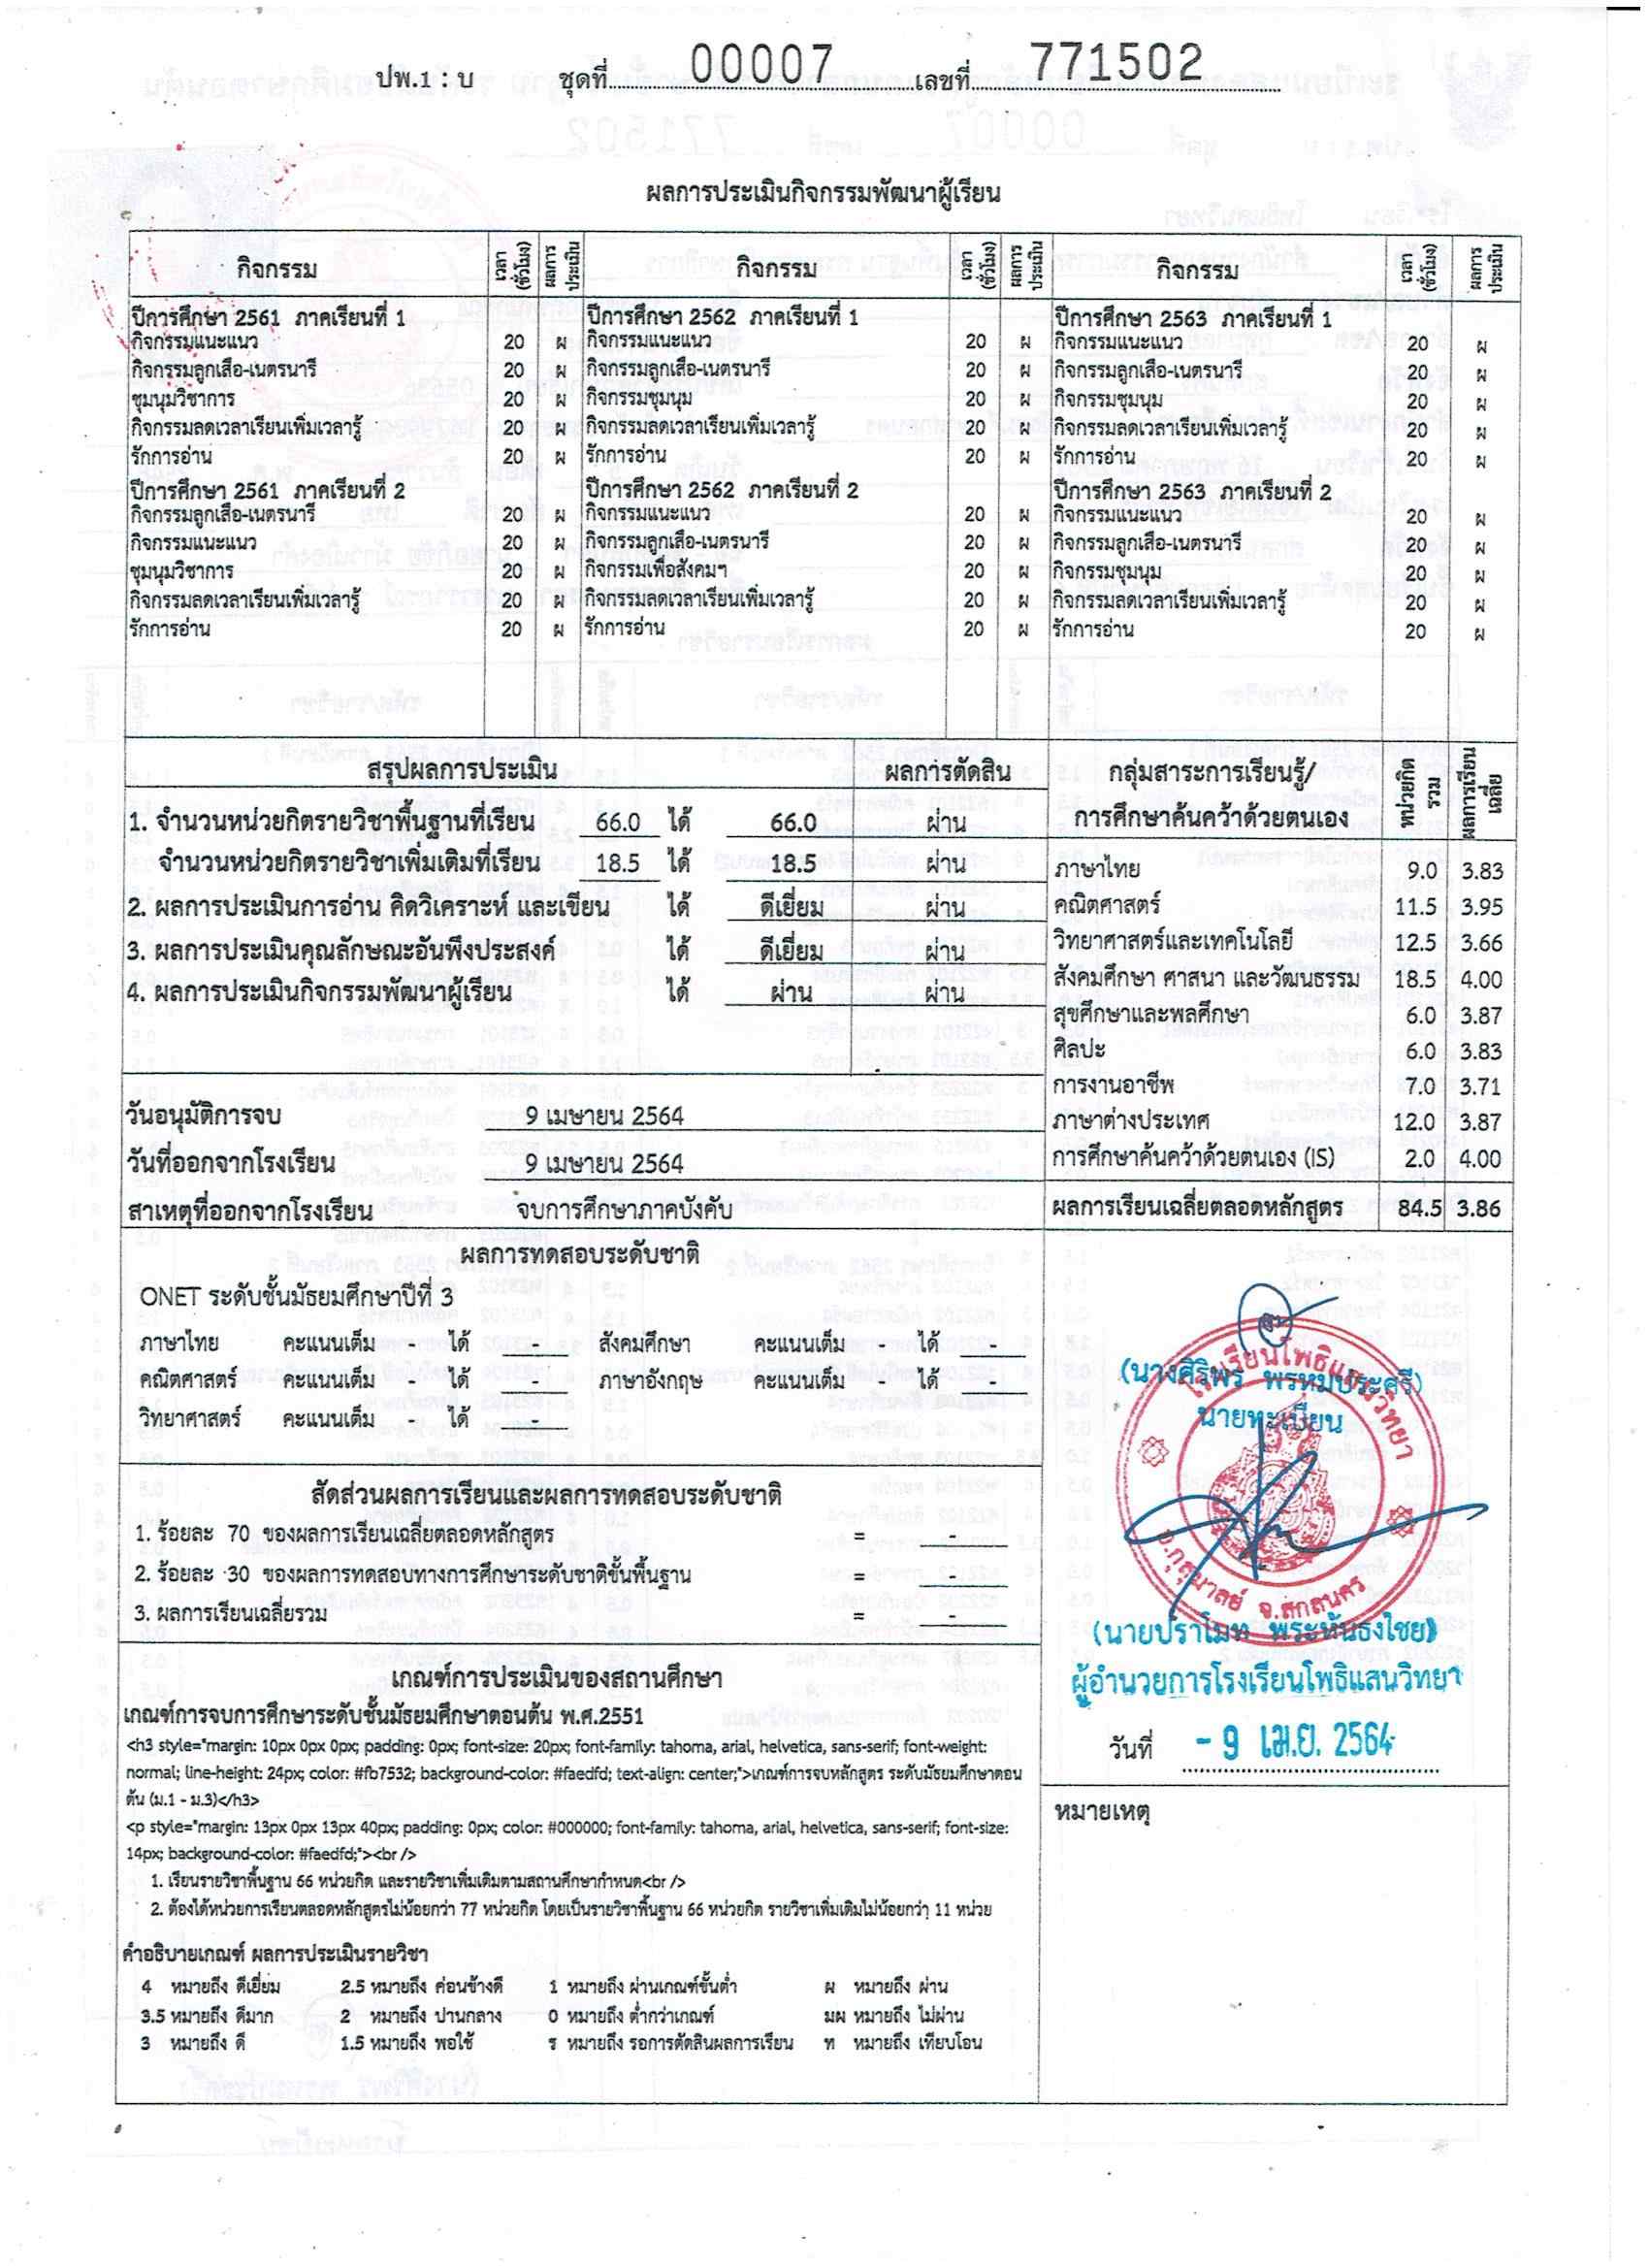 ปพ.1 : บ ชุดที่ 00007 เลขที่ 771502
ผลการประเมินกิจกรรมพัฒนาผู้เรียน
กิจกรรม เวลา (ชั่วโมง) ผลการประเมิน กิจกรรม เวลา (ชั่วโมง) ผลการประเมิน กิจกรรม เวลา (ชั่วโมง) ผลการประเมิน
ปีการศึกษา 2561 ภาคเรียนที่ 1 ปีการศึกษา 2562 ภาคเรียนที่ 1 ปีการศึกษา 2563 ภาคเรียนที่ 1
กิจกรรมแนะแนว 20 ผ กิจกรรมแนะแนว 20 ผ กิจกรรมแนะแนว 20 ผ
กิจกรรมลูกเสือ-เนตรนารี 20 ผ กิจกรรมลูกเสือ-เนตรนารี 20 ผ กิจกรรมลูกเสือ-เนตรนารี 20 ผ
ชุมนุมวิชาการ 20 ผ กิจกรรมชุมนุม 20 ผ กิจกรรมชุมนุม 20 ผ
กิจกรรมลดเวลาเรียนเพิ่มเวลารู้ 20 ผ กิจกรรมลดเวลาเรียนเพิ่มเวลารู้ 20 ผ กิจกรรมลดเวลาเรียนเพิ่มเวลารู้ 20 ผ
รักการอ่าน 20 ผ รักการอ่าน 20 ผ รักการอ่าน 20 ผ
ปีการศึกษา 2561 ภาคเรียนที่ 2 ปีการศึกษา 2562 ภาคเรียนที่ 2 ปีการศึกษา 2563 ภาคเรียนที่ 2
กิจกรรมลูกเสือ-เนตรนารี 20 ผ กิจกรรมแนะแนว 20 ผ กิจกรรมแนะแนว 20 ผ
กิจกรรมแนะแนว 20 ผ กิจกรรมลูกเสือ-เนตรนารี 20 ผ กิจกรรมลูกเสือ-เนตรนารี 20 ผ
ชุมนุมวิชาการ 20 ผ กิจกรรมเพื่อสังคมฯ 20 ผ กิจกรรมชุมนุม 20 ผ
กิจกรรมลดเวลาเรียนเพิ่มเวลารู้ 20 ผ กิจกรรมลดเวลาเรียนเพิ่มเวลารู้ 20 ผ กิจกรรมลดเวลาเรียนเพิ่มเวลารู้ 20 ผ
รักการอ่าน 20 ผ รักการอ่าน 20 ผ รักการอ่าน 20 ผ
สรุปผลการประเมิน ผลการตัดสิน
1. จำนวนหน่วยกิตรายวิชาพื้นฐานที่เรียน 66.0 ได้ 66.0 ผ่าน
จำนวนหน่วยกิตรายวิชาเพิ่มเติมที่เรียน 18.5 ได้ 18.5 ผ่าน
2. ผลการประเมินการอ่าน คิดวิเคราะห์ และเขียน ได้ ดีเยี่ยม ผ่าน
3. ผลการประเมินคุณลักษณะอันพึงประสงค์ ได้ ดีเยี่ยม ผ่าน
4. ผลการประเมินกิจกรรมพัฒนาผู้เรียน ได้ ผ่าน ผ่าน
วันอนุมัติการจบ 9 เมษายน 2564
วันที่ออกจากโรงเรียน 9 เมษายน 2564
สาเหตุที่ออกจากโรงเรียน จบการศึกษาภาคบังคับ
กลุ่มสาระการเรียนรู้/
การศึกษาค้นคว้าด้วยตนเอง หน่วยกิตรวม ผลการเรียนเฉลี่ย
ภาษาไทย 9.0 3.83
คณิตศาสตร์ 11.5 3.95
วิทยาศาสตร์และเทคโนโลยี 12.5 3.66
สังคมศึกษา ศาสนา และวัฒนธรรม 18.5 4.00
สุขศึกษาและพลศึกษา 6.0 3.87
ศิลปะ 6.0 3.83
การงานอาชีพ 7.0 3.71
ภาษาต่างประเทศ 12.0 3.87
การศึกษาค้นคว้าด้วยตนเอง (IS) 2.0 4.00
ผลการเรียนเฉลี่ยตลอดหลักสูตร 84.5 3.86
ผลการทดสอบระดับชาติ
ONET ระดับชั้นมัธยมศึกษาปีที่ 3
ภาษาไทย คะแนนเต็ม - ได้ - สังคมศึกษา คะแนนเต็ม - ได้ -
คณิตศาสตร์ คะแนนเต็ม - ได้ - ภาษาอังกฤษ คะแนนเต็ม - ได้ -
วิทยาศาสตร์ คะแนนเต็ม - ได้ -
สัดส่วนผลการเรียนและผลการทดสอบระดับชาติ
1. ร้อยละ 70 ของผลการเรียนเฉลี่ยตลอดหลักสูตร = -
2. ร้อยละ 30 ของผลการทดสอบทางการศึกษาระดับชาติขั้นพื้นฐาน = -
3. ผลการเรียนเฉลี่ยรวม = -
เกณฑ์การประเมินของสถานศึกษา
เกณฑ์การจบการศึกษาระดับชั้นมัธยมศึกษาตอนต้น พ.ศ.2551
<h3 style="margin: 10px 0px 0px; padding: 0px; font-size: 20px; font-family: tahoma, arial, helvetica, sans-serif; font-weight:
normal; line-height: 24px; color: #fb7532; background-color: #faedfd; text-align: center;">เกณฑ์การจบหลักสูตร ระดับมัธยมศึกษาตอน
ต้น (ม.1 - ม.3)</h3>
<p style="margin: 13px 0px 13px 40px; padding: 0px; color: #000000; font-family: tahoma, arial, helvetica, sans-serif; font-size:
14px; background-color: #faedfd;"><br />
1. เรียนรายวิชาพื้นฐาน 66 หน่วยกิต และรายวิชาเพิ่มเติมตามสถานศึกษากำหนด<br />
2. ต้องได้หน่วยการเรียนตลอดหลักสูตรไม่น้อยกว่า 77 หน่วยกิต โดยเป็นรายวิชาพื้นฐาน 66 หน่วยกิต รายวิชาเพิ่มเติมไม่น้อยกว่า 11 หน่วย
คำอธิบายเกณฑ์ ผลการประเมินรายวิชา
4 หมายถึง ดีเยี่ยม 2.5 หมายถึง ค่อนข้างดี 1 หมายถึง ผ่านเกณฑ์ขั้นต่ำ ผ หมายถึง ผ่าน
3.5 หมายถึง ดีมาก 2 หมายถึง ปานกลาง 0 หมายถึง ต่ำกว่าเกณฑ์ มผ หมายถึง ไม่ผ่าน
3 หมายถึง ดี 1.5 หมายถึง พอใช้ ร หมายถึง รอการตัดสินผลการเรียน ท หมายถึง เทียบโอน
(นางศิริพร พรหมประศรี)
นายทะเบียน
โรงเรียนโพธิแสนวิทยา
อ.กุสุมาลย์ จ.สกลนคร
(นายปราโมท พระหันธงไชย)
ผู้อำนวยการโรงเรียนโพธิแสนวิทยา
วันที่ - 9 เม.ย. 2564
หมายเหตุ